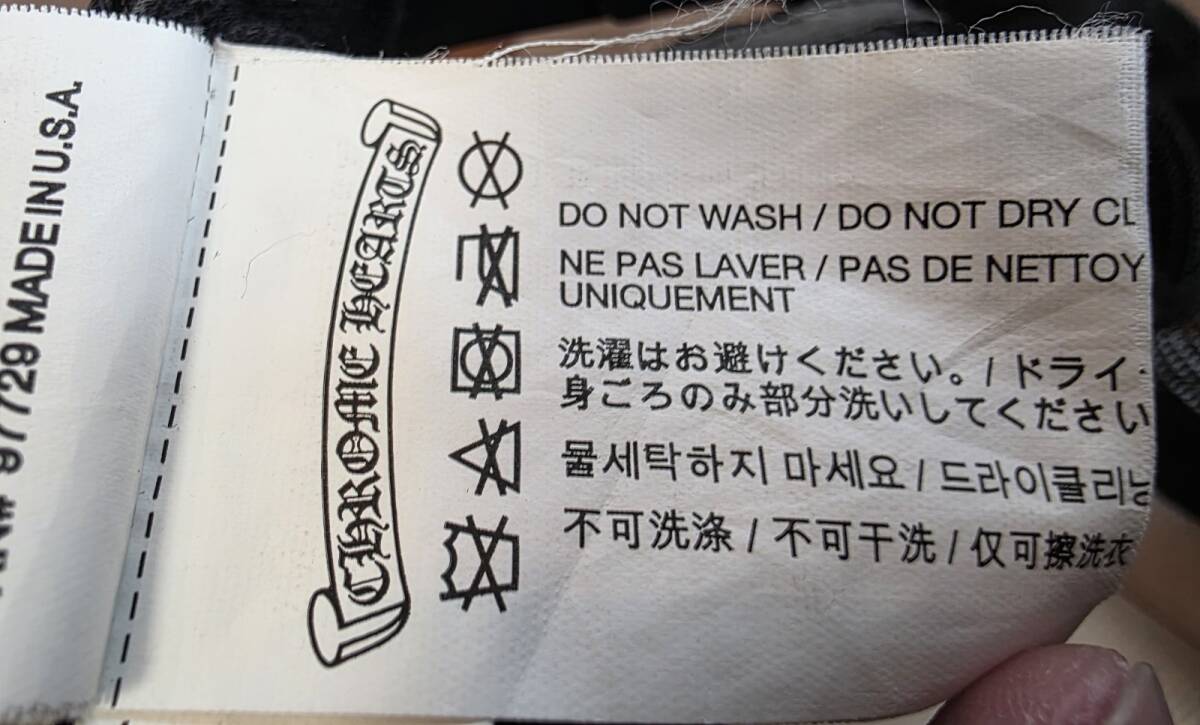 97729 MADE IN U.S.A.
CHROME HEARTS
DO NOT WASH / DO NOT DRY
NE PAS LAVER / PAS DE NETTOY
UNIQUEMENT
洗濯はお避けください。/ ドライ
身ごろのみ部分洗いしてください
물세탁하지 마세요 / 드라이클리
不可洗涤 / 不可干洗 / 仅可擦洗衣